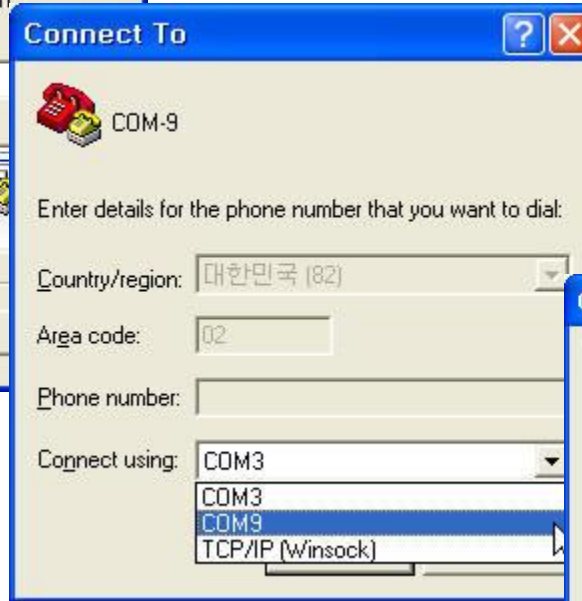 Connect To
COM-9
Enter details for the phone number that you want to dial:
Country/region: 대한민국 (82)
Area code: 02
Phone number:
Connect using: COM3
COM3
COM9
TCP/IP (Winsock)